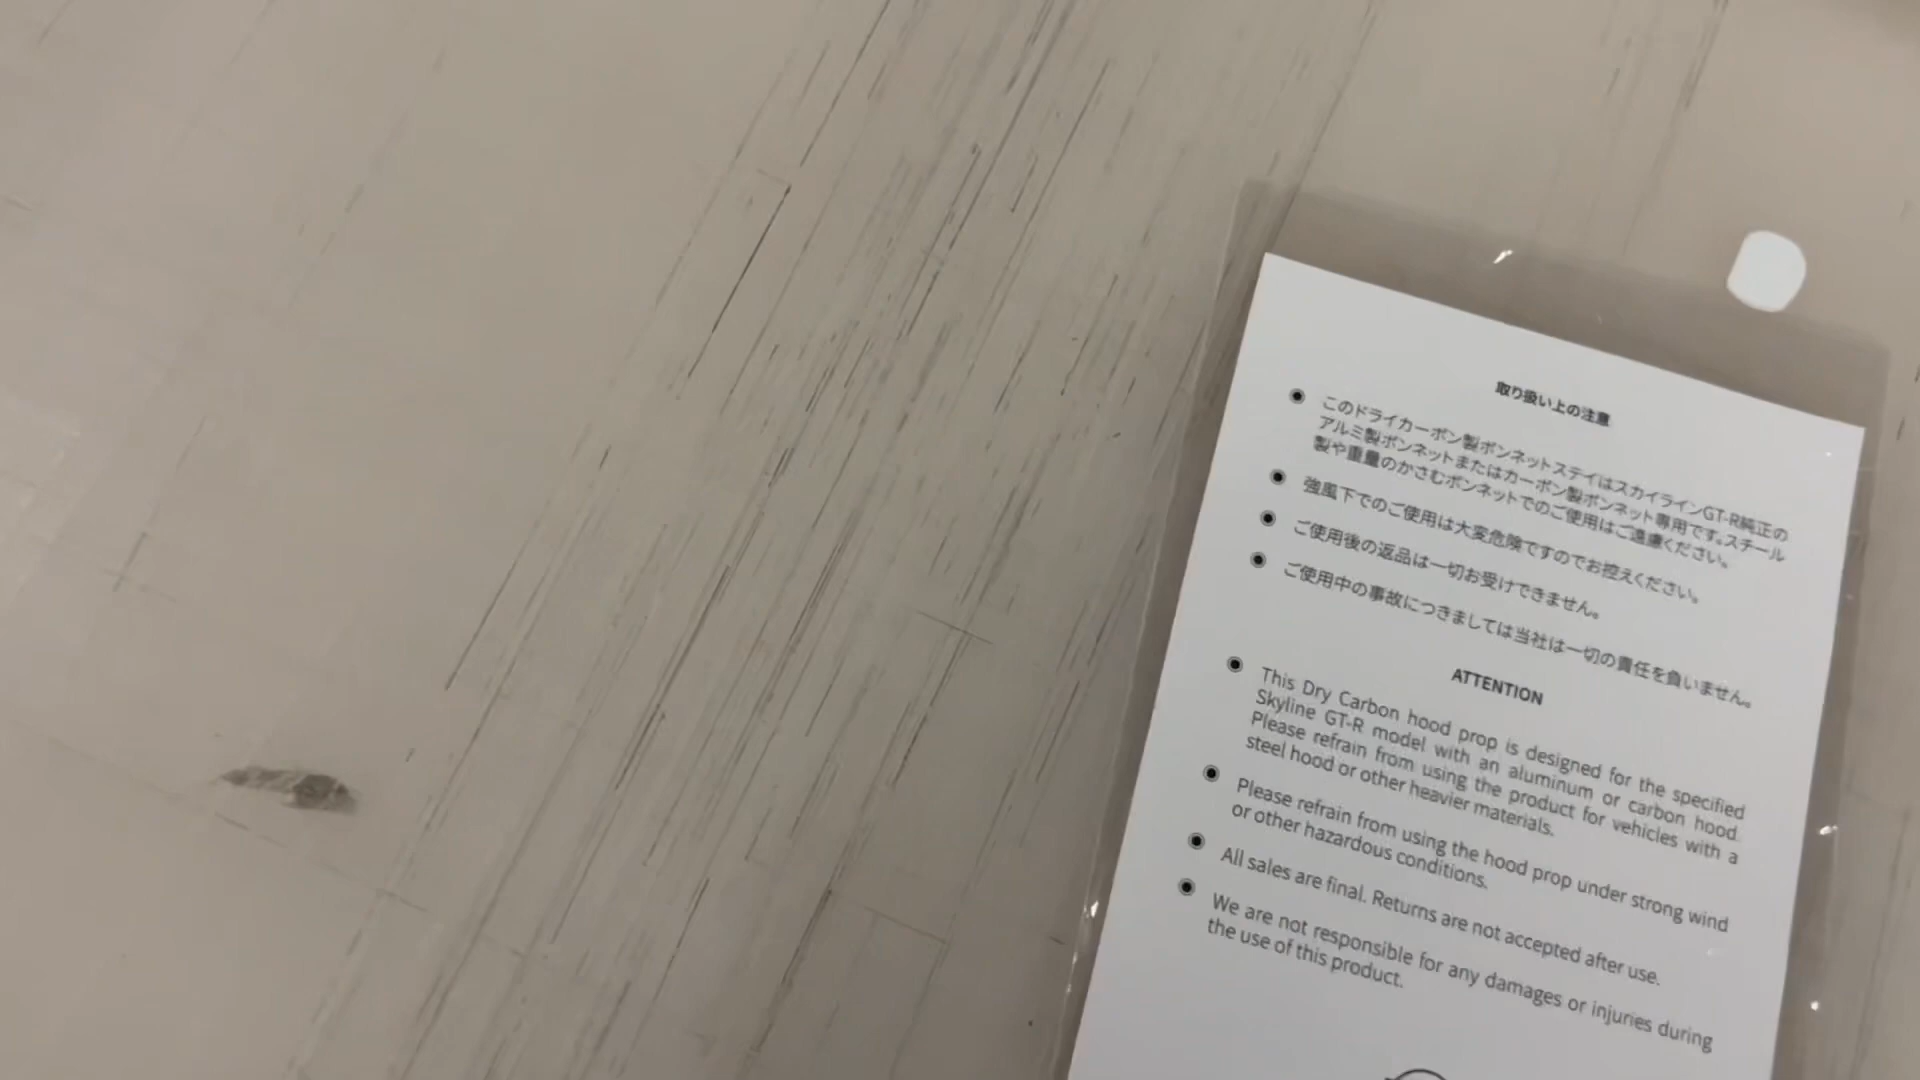 取り扱い上の注意
このドライカーボン製ボンネットステイはスカイラインGT-R純正の
アルミ製ボンネットまたはカーボン製ボンネット専用です。スチール
製や重量のかさむボンネットでのご使用はご遠慮ください。
強風下でのご使用は大変危険ですのでお控えください。
ご使用後の返品は一切お受けできません。
ご使用中の事故につきましては当社は一切の責任を負いません。
ATTENTION
This Dry Carbon hood prop is designed for the specified
Skyline GT-R model with an aluminum or carbon hood.
Please refrain from using the product for vehicles with a
steel hood or other heavier materials.
Please refrain from using the hood prop under strong wind
or other hazardous conditions.
All sales are final. Returns are not accepted after use.
We are not responsible for any damages or injuries during
the use of this product.